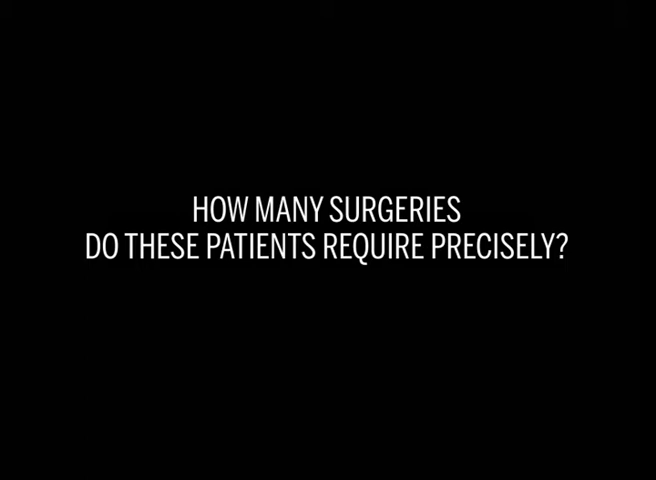 HOW MANY SURGERIES
DO THESE PATIENTS REQUIRE PRECISELY?